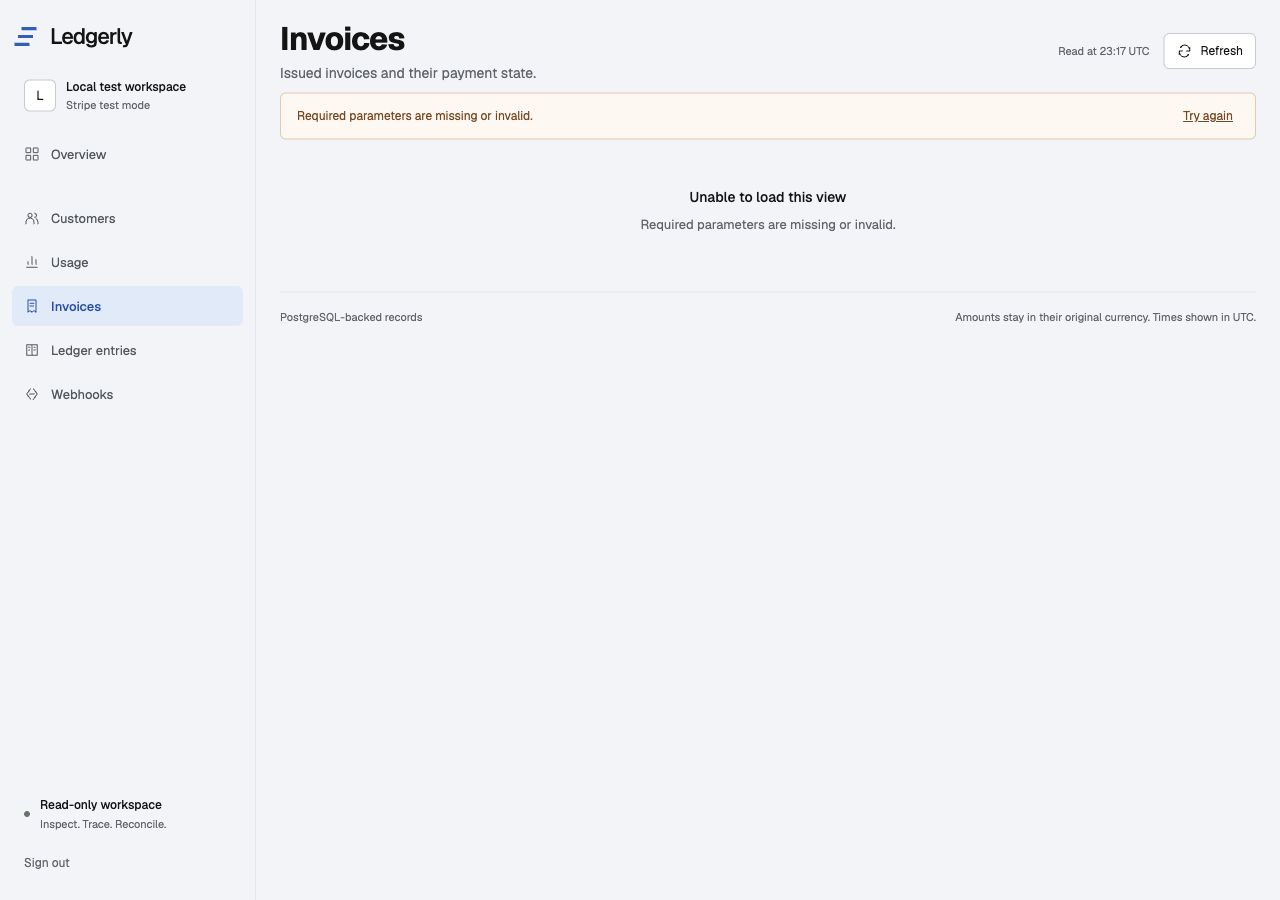 Ledgerly
L
Local test workspace
Stripe test mode
Overview
Customers
Usage
Invoices
Ledger entries
Webhooks
Read-only workspace
Inspect. Trace. Reconcile.
Sign out
Invoices
Issued invoices and their payment state.
Read at 23:17 UTC
Refresh
Required parameters are missing or invalid.
Try again
Unable to load this view
Required parameters are missing or invalid.
PostgreSQL-backed records
Amounts stay in their original currency. Times shown in UTC.